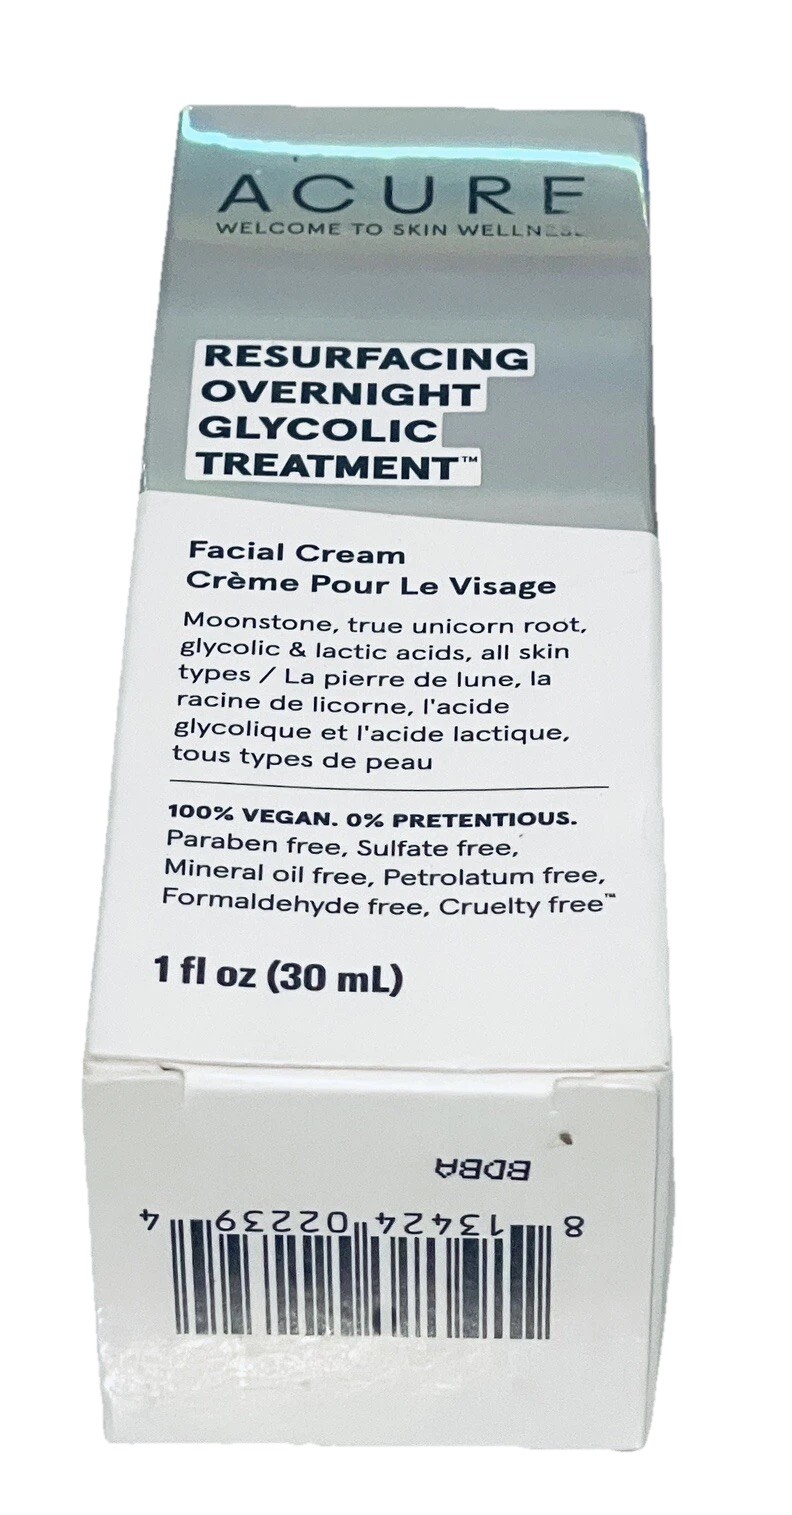 ACURE
WELCOME TO SKIN WELLNESS
RESURFACING
OVERNIGHT
GLYCOLIC
TREATMENT™
Facial Cream
Crème Pour Le Visage
Moonstone, true unicorn root,
glycolic & lactic acids, all skin
types / La pierre de lune, la
racine de licorne, l'acide
glycolique et l'acide lactique,
tous types de peau
100% VEGAN. 0% PRETENTIOUS.
Paraben free, Sulfate free,
Mineral oil free, Petrolatum free,
Formaldehyde free, Cruelty free™
1 fl oz (30 mL)
BDBA
8 13424 02239 4